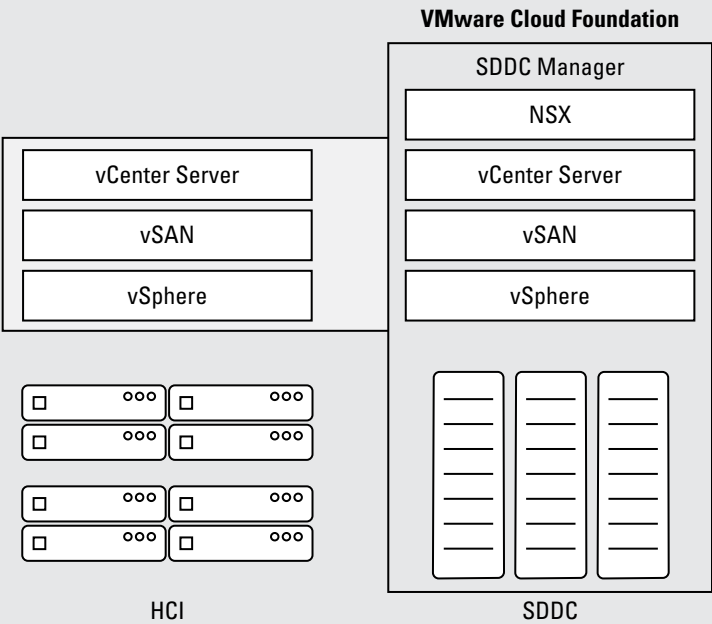 VMware Cloud Foundation
SDDC Manager
NSX
vCenter Server
vSAN
vSphere
vCenter Server
vSAN
vSphere
HCI
SDDC